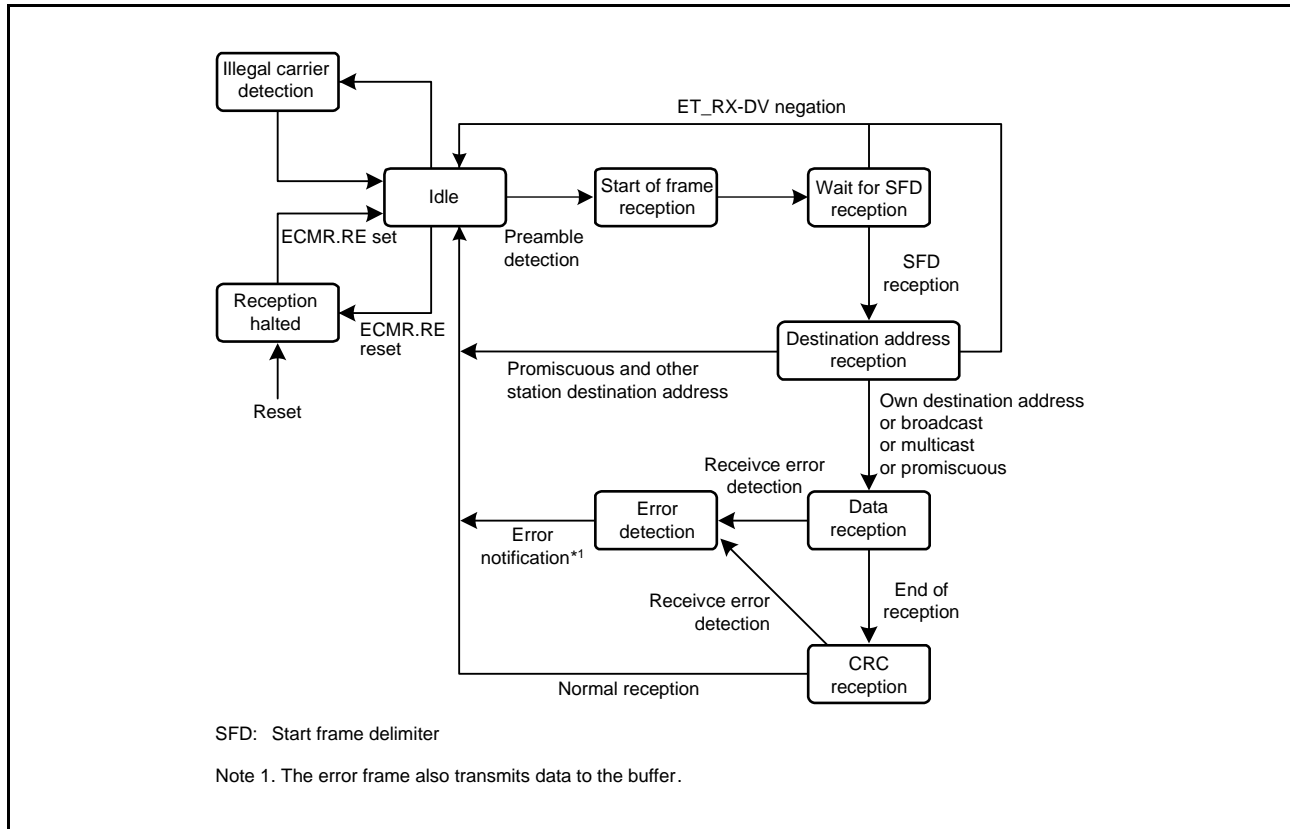 Illegal carrier
detection
ET_RX-DV negation
Idle
Start of frame
reception
Wait for SFD
reception
ECMR.RE set
Preamble
detection
SFD
reception
Reception
halted
ECMR.RE
reset
Destination address
reception
Promiscuous and other
station destination address
Reset
Own destination address
or broadcast
or multicast
or promiscuous
Receivce error
detection
Error
detection
Data
reception
Error
notification*1
End of
reception
Receivce error
detection
CRC
reception
Normal reception
SFD: Start frame delimiter
Note 1. The error frame also transmits data to the buffer.